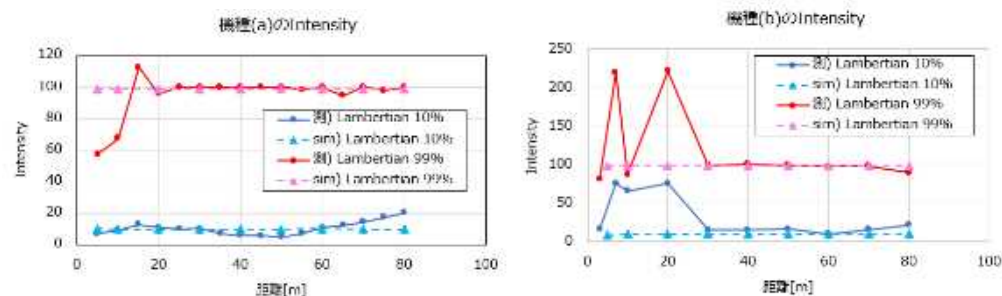 機種(a)のIntensity
120
100
80
60
40
20
0
0
20
40
60
80
100
Intensity
距離[m]
測) Lambertian 10%
sim) Lambertian 10%
測) Lambertian 99%
sim) Lambertian 99%
機種(b)のIntensity
250
200
150
100
50
0
0
20
40
60
80
100
Intensity
距離[m]
測) Lambertian 10%
sim) Lambertian 10%
測) Lambertian 99%
sim) Lambertian 99%